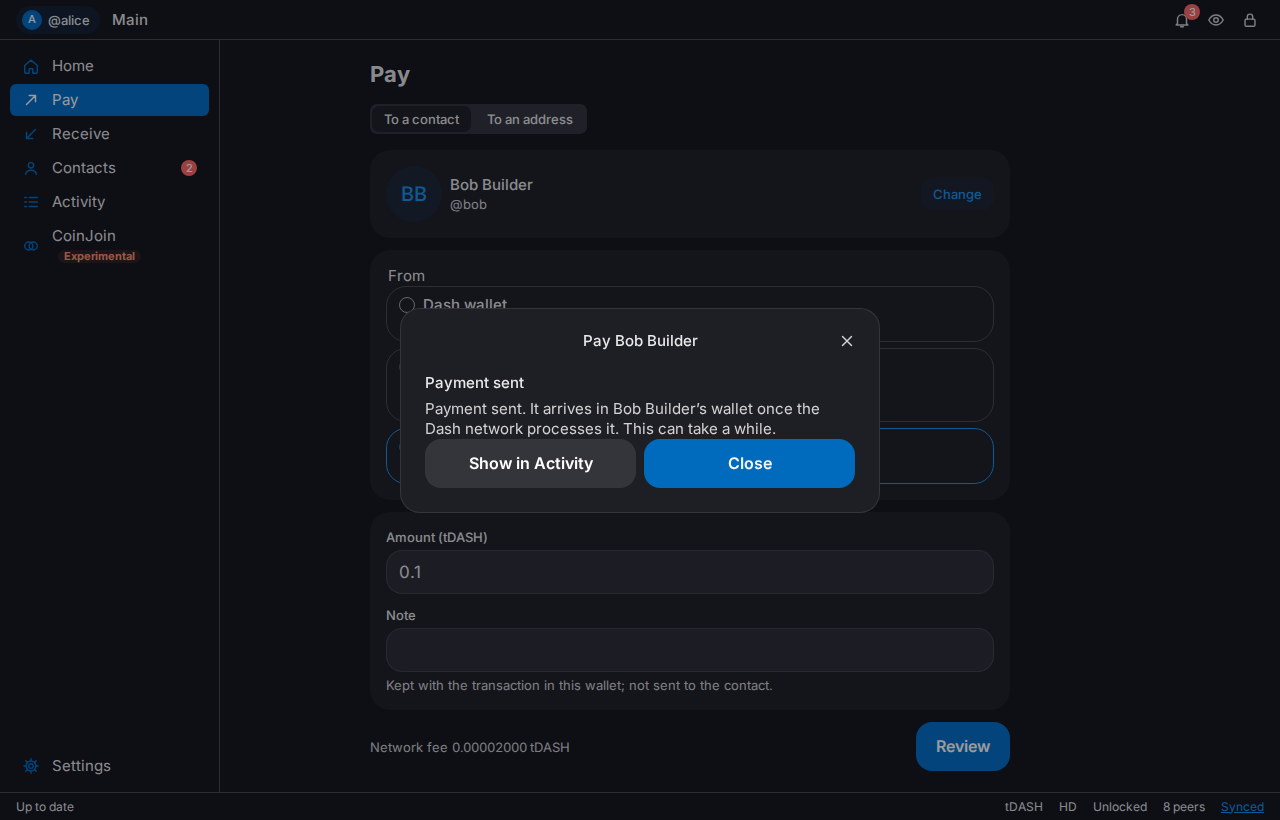 A @alice Main 3
Home
Pay
Receive
Contacts 2
Activity
CoinJoin
Experimental
Settings
Pay
To a contact To an address
BB
Bob Builder
@bob
Change
From
Dash wallet
Pay Bob Builder
Payment sent
Payment sent. It arrives in Bob Builder’s wallet once the
Dash network processes it. This can take a while.
Show in Activity Close
Amount (tDASH)
0.1
Note
Kept with the transaction in this wallet; not sent to the contact.
Network fee 0.00002000 tDASH
Review
Up to date tDASH HD Unlocked 8 peers Synced